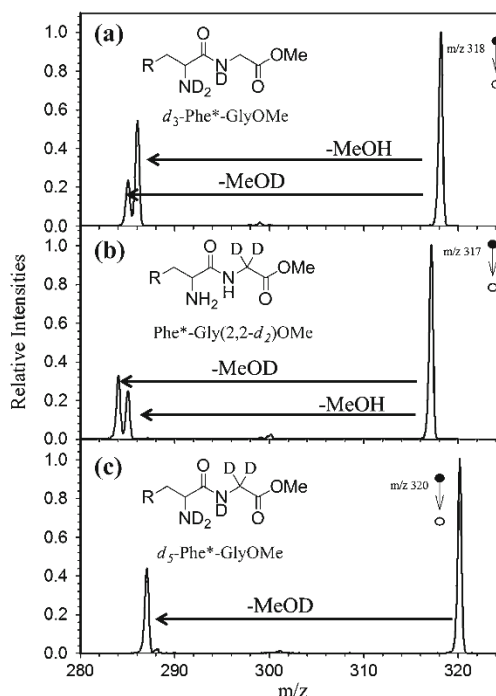 (a)
O
OMe
R
N
D
O
ND2
d3-Phe*-GlyOMe
m/z 318
-MeOH
-MeOD
1.0
0.8
0.6
0.4
0.2
0.0
(b)
O
D D
OMe
R
N
H
O
NH2
Phe*-Gly(2,2-d2)OMe
m/z 317
-MeOD
-MeOH
1.0
0.8
0.6
0.4
0.2
0.0
Relative Intensities
(c)
O
D D
OMe
R
N
D
O
ND2
d5-Phe*-GlyOMe
m/z 320
-MeOD
1.0
0.8
0.6
0.4
0.2
0.0
280 290 300 310 320
m/z